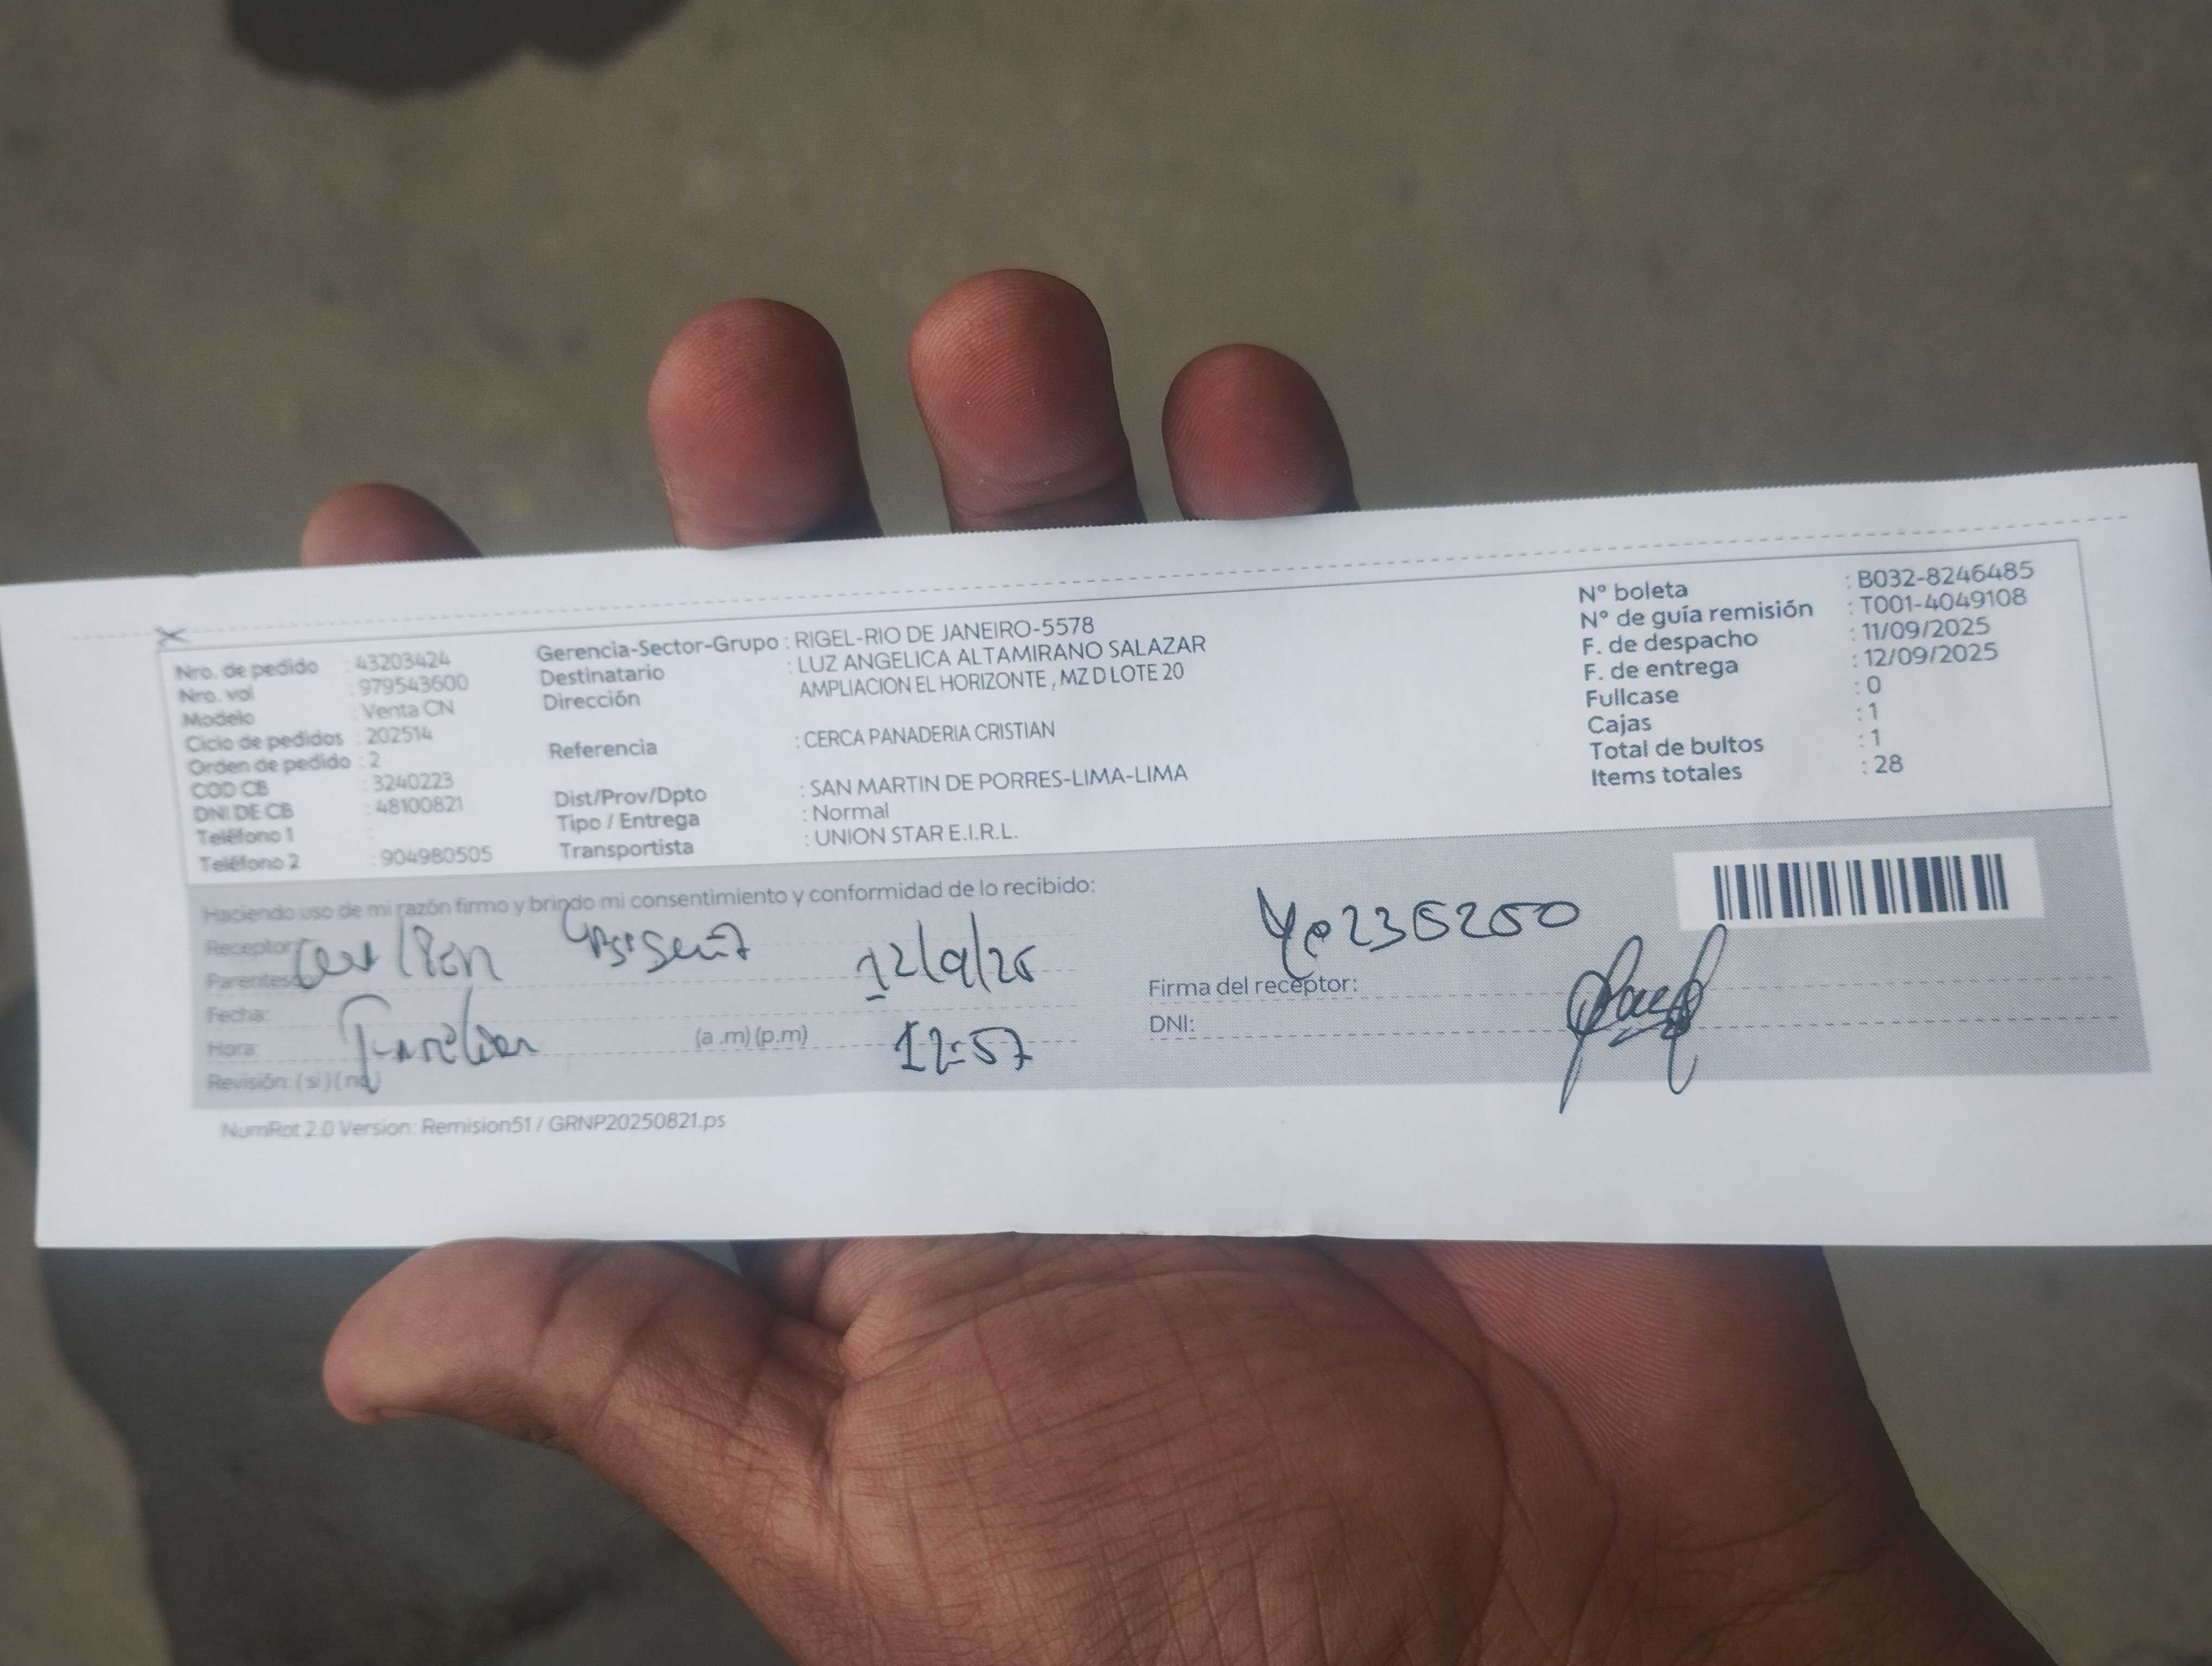 Nro. de pedido : 43203424
Nro. vol : 979543600
Modelo : Venta CN
Ciclo de pedidos : 202514
Orden de pedido : 2
COD CB : 3240223
DNI DE CB : 48100821
Teléfono 1 :
Teléfono 2 : 904980505
Gerencia-Sector-Grupo : RIGEL-RIO DE JANEIRO-5578
Destinatario : LUZ ANGELICA ALTAMIRANO SALAZAR
Dirección AMPLIACION EL HORIZONTE , MZ D LOTE 20
Referencia : CERCA PANADERIA CRISTIAN
Dist/Prov/Dpto : SAN MARTIN DE PORRES-LIMA-LIMA
Tipo / Entrega : Normal
Transportista : UNION STAR E.I.R.L.
N° boleta : B032-8246485
N° de guía remisión : T001-4049108
F. de despacho : 11/09/2025
F. de entrega : 12/09/2025
Fullcase : 0
Cajas : 1
Total de bultos : 1
Items totales : 28
Haciendo uso de mi razón firmo y brindo mi consentimiento y conformidad de lo recibido:
Receptor:
Parentesco
Fecha: 12/9/25
Hora: (a .m) (p.m) 12:57
Revisión: ( si ) ( no )
Firma del receptor:
DNI:
NumRot 2.0 Version: Remision51 / GRNP20250821.ps